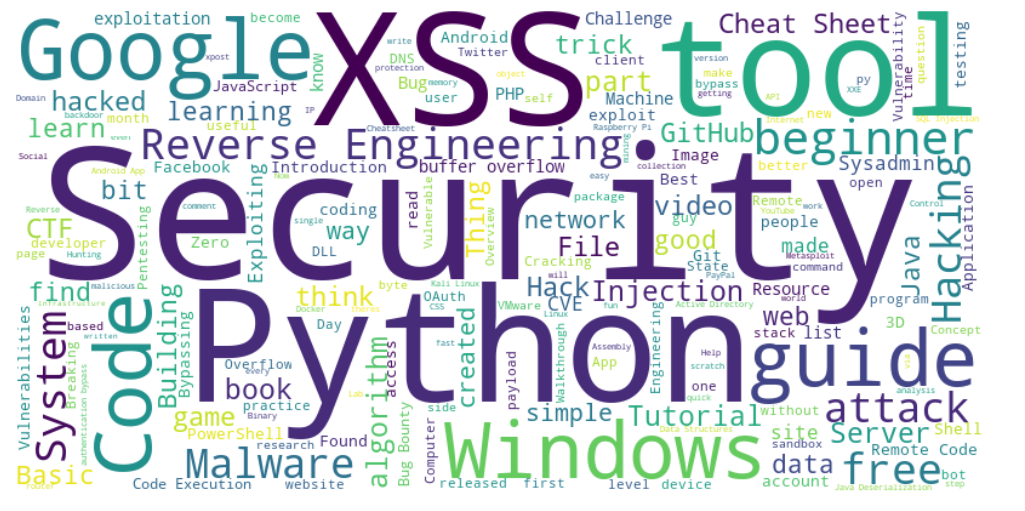 exploitation
become
Google
XSS
tool
xpost
write
Android
Twitter
DNS
Bug
protection
memory
user
PHP
self
object
client
trick
part
Challenge
Cheat Sheet
version
make
bypass
getting
py
XXE
API
Vulnerability
time
question
testing
know
JavaScript
Domain
backdoor
hacked
month
learning
useful
IP
learn
ever
Cheatsheet
Machine
exploit
Raspberry Pi
Internet
new
SQL Injection
GitHub
beginner
Reverse Engineering
mining
Social
Android App
Facebook
Introduction
buffer overflow
collection
Image
better
Sysadmin
Best
open
Now
easy
bit
Reverse
Hunting
comment
Exploiting
single
coding
read
Vulnerable
Thing
Overview
package
network
video
guy
Remote
YouTube
work
people
Control
Hacking
Application
Security
CTF
developer
page
Pentesting
Zero
way
DLL
File
good
Git
State
PayPal
Metasploit
made
command
Java
find
malicious
Infrastructure
Kali Linux
will
Cracking
think
byte
OAuth
CSS
VMware
Hack
CVE
Linux
fun
Injection
Active Directory
Resource
world
web
program
3D
Concept
based
written
Docker
theres
Day
created
Python
System
Code
Building
Bypassing
Breaking
Vulnerabilities
authentication bypass
Overflow
every
book
algorithm
access
fast
payload
Walkthrough
App
Assembly
Engineering
Help
scratch
one
quick
stack
list
guide
via
analysis
game
practice
Lab
Binary
PowerShell
research
Found
side
simple
Tutorial
Data Structures
without
attack
Basic
router
Malware
Code Execution
website
Bug Bounty
Computer
Windows
released
first
level
device
site
sandbox
data
account
Server
Shell
Remote Code
free
bot
Java Deserialization
step